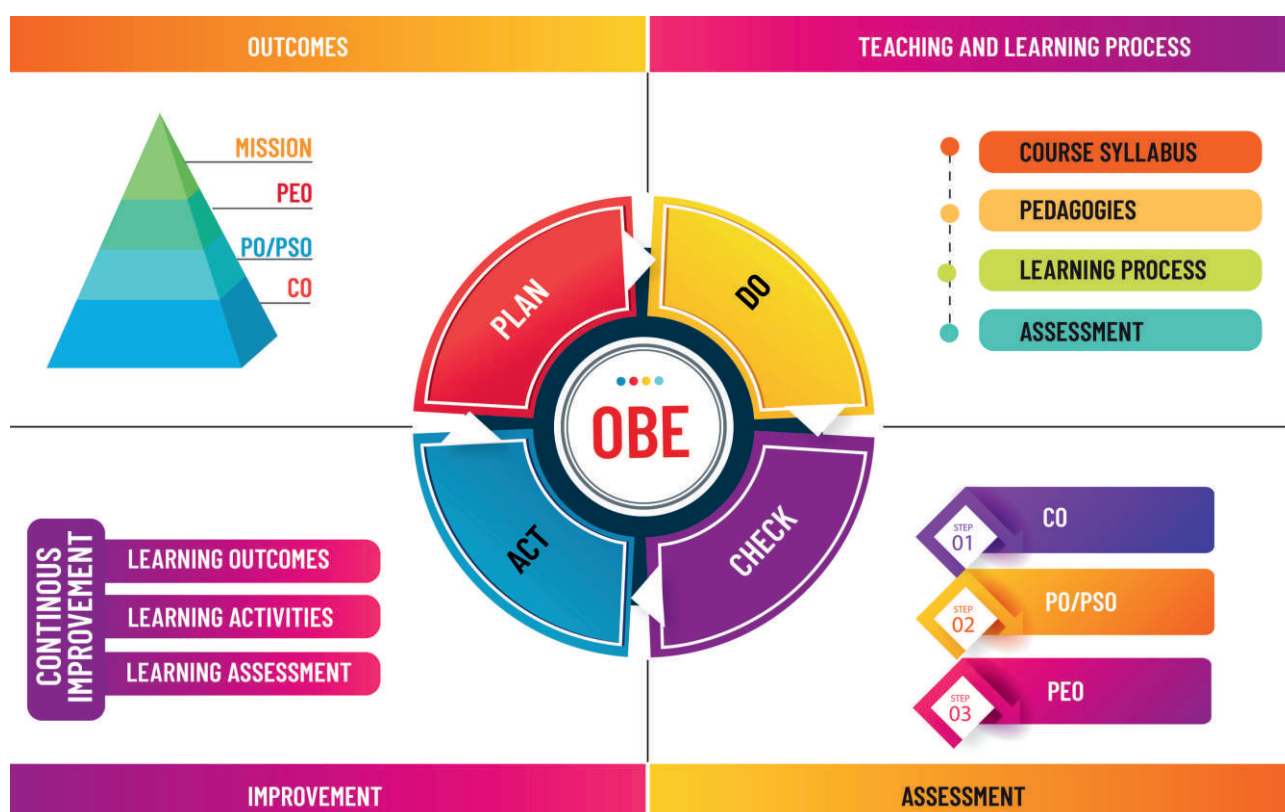 OUTCOMES
TEACHING AND LEARNING PROCESS
MISSION
PEO
PO/PSO
CO
COURSE SYLLABUS
PEDAGOGIES
LEARNING PROCESS
ASSESSMENT
PLAN
DO
OBE
ACT
CHECK
CONTINOUS
IMPROVEMENT
LEARNING OUTCOMES
LEARNING ACTIVITIES
LEARNING ASSESSMENT
STEP
01
CO
STEP
02
PO/PSO
STEP
03
PEO
IMPROVEMENT
ASSESSMENT